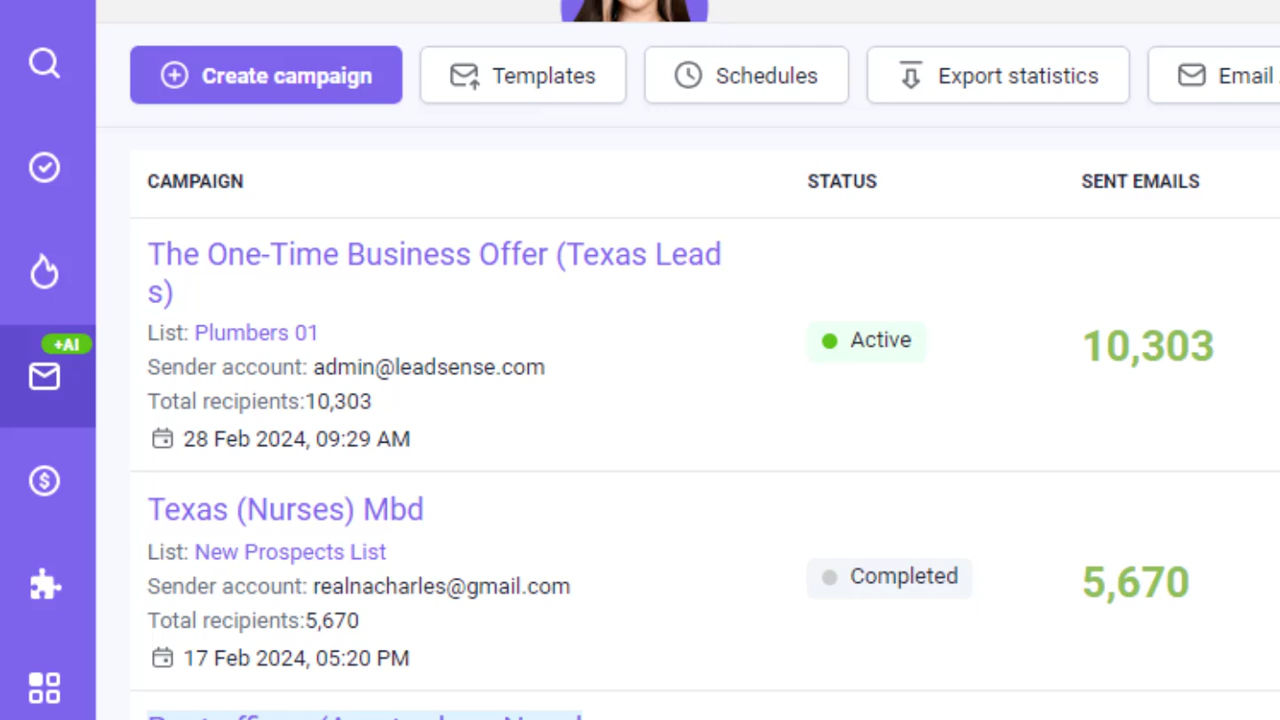 Create campaign
Templates
Schedules
Export statistics
Email
CAMPAIGN
STATUS
SENT EMAILS
+AI
The One-Time Business Offer (Texas Lead
s)
List: Plumbers 01
Sender account: admin@leadsense.com
Total recipients:10,303
28 Feb 2024, 09:29 AM
Active
10,303
Texas (Nurses) Mbd
List: New Prospects List
Sender account: realnacharles@gmail.com
Total recipients:5,670
17 Feb 2024, 05:20 PM
Completed
5,670